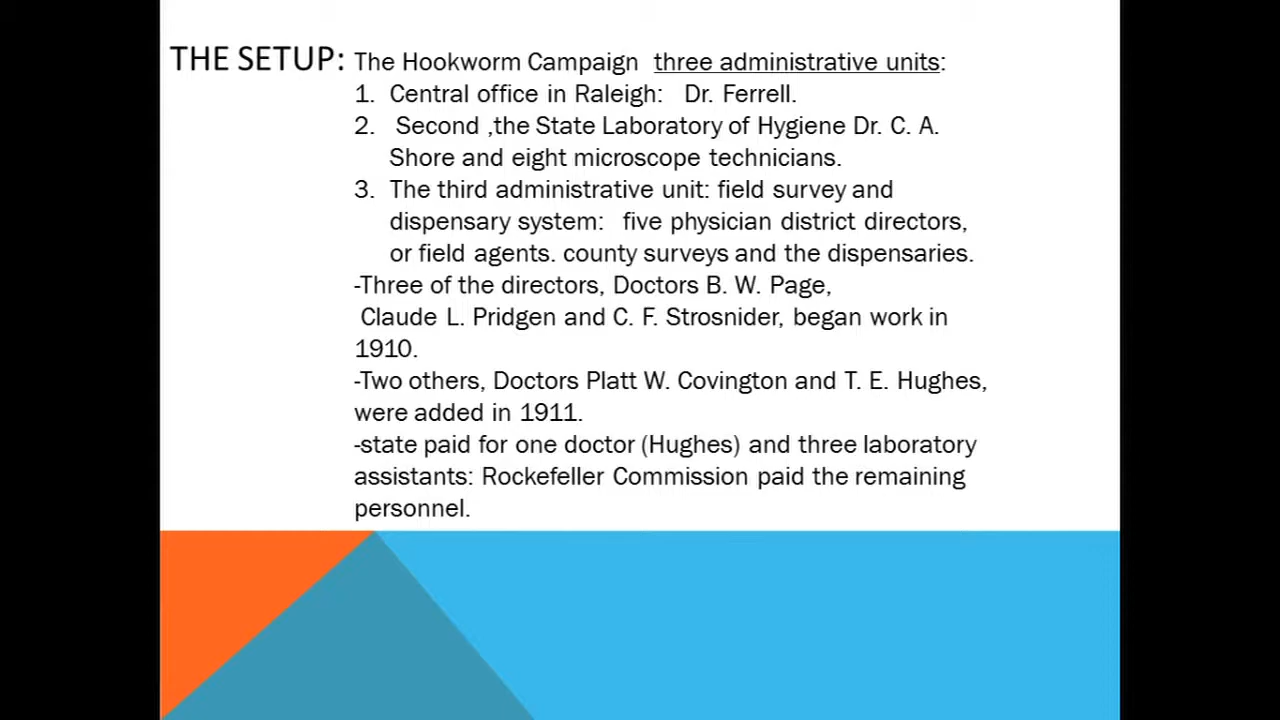 THE SETUP: The Hookworm Campaign three administrative units:
1. Central office in Raleigh: Dr. Ferrell.
2. Second ,the State Laboratory of Hygiene Dr. C. A.
Shore and eight microscope technicians.
3. The third administrative unit: field survey and
dispensary system: five physician district directors,
or field agents. county surveys and the dispensaries.
-Three of the directors, Doctors B. W. Page,
Claude L. Pridgen and C. F. Strosnider, began work in
1910.
-Two others, Doctors Platt W. Covington and T. E. Hughes,
were added in 1911.
-state paid for one doctor (Hughes) and three laboratory
assistants: Rockefeller Commission paid the remaining
personnel.